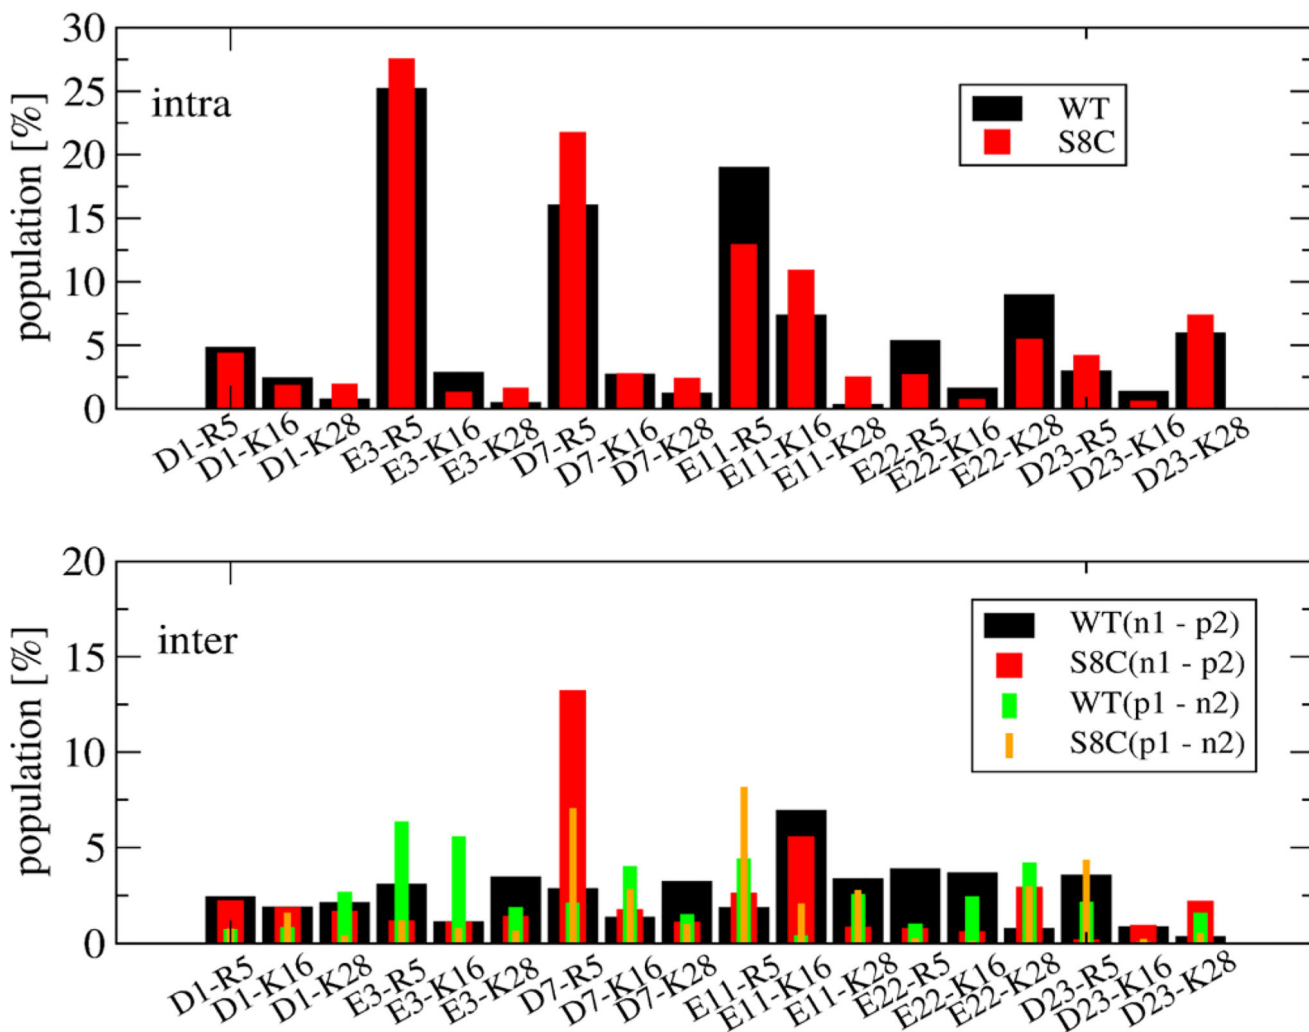 30
25
20
15
10
5
0
population [%]
intra
WT
S8C
D1-R5
D1-K16
D1-K28
E3-R5
E3-K16
E3-K28
D7-R5
D7-K16
D7-K28
E11-R5
E11-K16
E11-K28
E22-R5
E22-K16
E22-K28
D23-R5
D23-K16
D23-K28
20
15
10
5
0
population [%]
inter
WT(n1 - p2)
S8C(n1 - p2)
WT(p1 - n2)
S8C(p1 - n2)
D1-R5
D1-K16
D1-K28
E3-R5
E3-K16
E3-K28
D7-R5
D7-K16
D7-K28
E11-R5
E11-K16
E11-K28
E22-R5
E22-K16
E22-K28
D23-R5
D23-K16
D23-K28